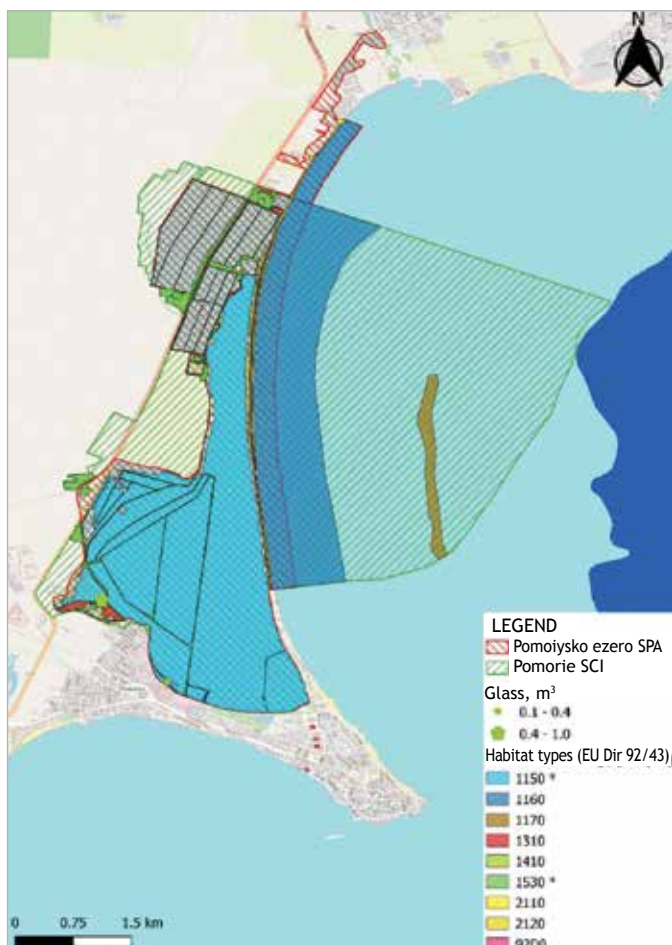 N
LEGEND
Pomoiysko ezero SPA
Pomorie SCI
Glass, m³
0.1 - 0.4
0.4 - 1.0
Habitat types (EU Dir 92/43)
1150 *
1160
1170
1310
1410
1530 *
2110
2120
92D0
0 0.75 1.5 km